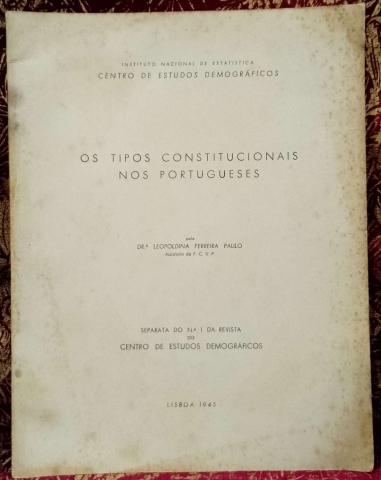 INSTITUTO NACIONAL DE ESTATÍSTICA
CENTRO DE ESTUDOS DEMOGRÁFICOS
OS TIPOS CONSTITUCIONAIS
NOS PORTUGUESES
pela
DR.ª LEOPOLDINA FERREIRA PAULO
Assistente da F. C. U. P.
SEPARATA DO N.º 1 DA REVISTA
DO
CENTRO DE ESTUDOS DEMOGRÁFICOS
LISBOA 1945